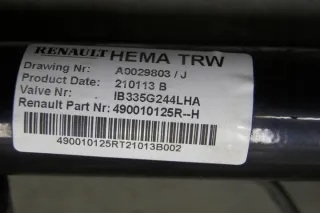 RENAULT HEMA TRW
Drawing Nr: A0029803 / J
Product Date: 210113 B
Valve Nr: IB335G244LHA
Renault Part Nr: 490010125R--H
490010125RT21013B002